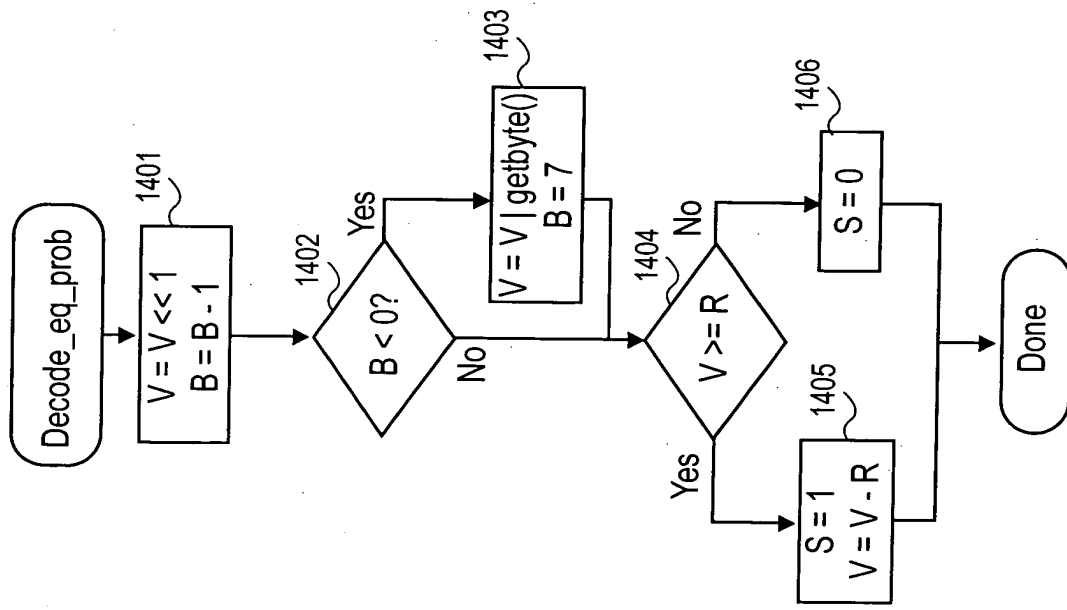 Decode_eq_prob
1401
V = V << 1
B = B - 1
1402
B < 0?
Yes
No
1403
V = V | getbyte()
B = 7
1404
V >= R
Yes
No
1405
S = 1
V = V - R
1406
S = 0
Done